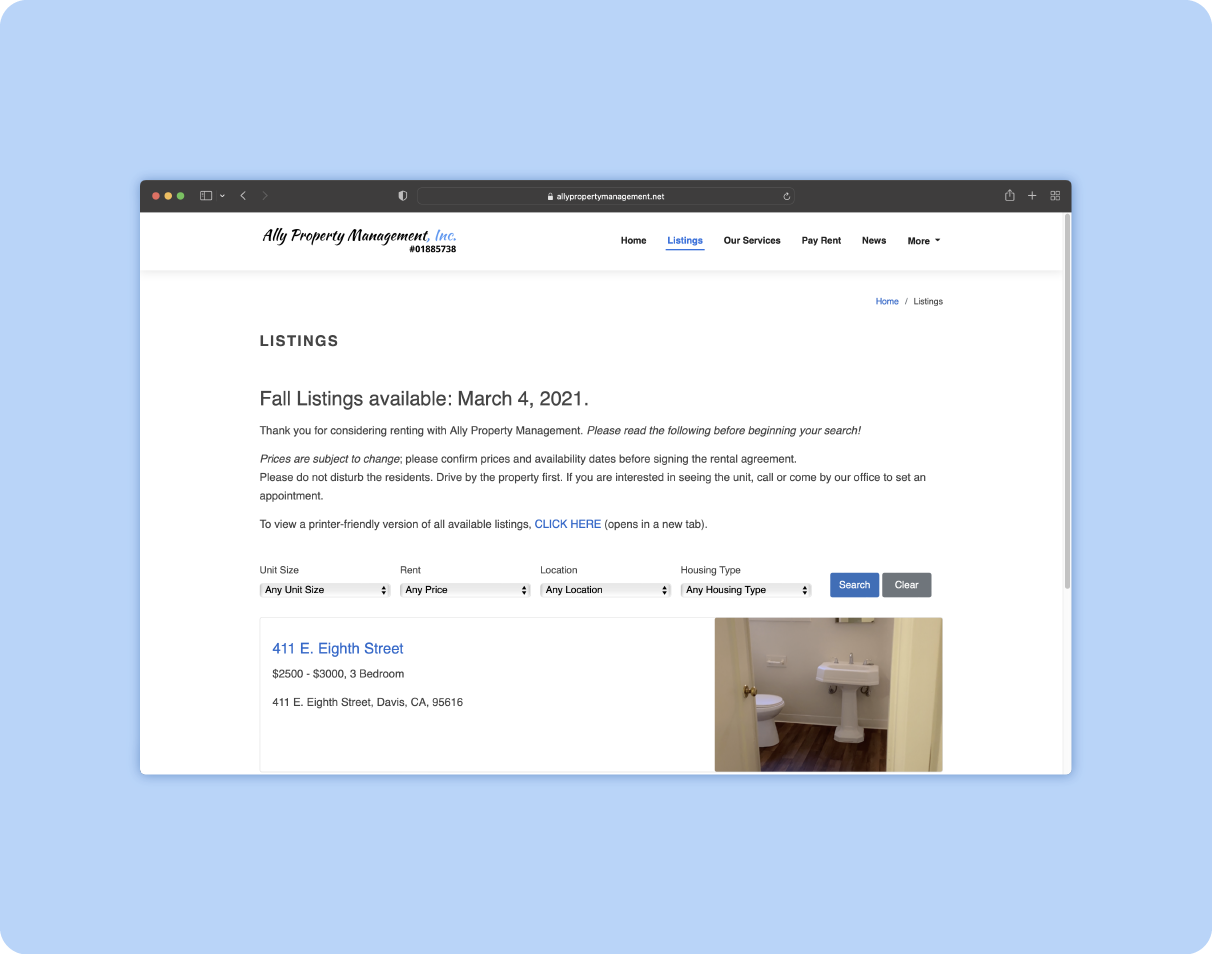 allypropertymanagement.net
Ally Property Management, Inc.
#01885738
Home Listings Our Services Pay Rent News More
Home / Listings
LISTINGS
Fall Listings available: March 4, 2021.
Thank you for considering renting with Ally Property Management. Please read the following before beginning your search!
Prices are subject to change; please confirm prices and availability dates before signing the rental agreement.
Please do not disturb the residents. Drive by the property first. If you are interested in seeing the unit, call or come by our office to set an
appointment.
To view a printer-friendly version of all available listings, CLICK HERE (opens in a new tab).
Unit Size Rent Location Housing Type
Any Unit Size Any Price Any Location Any Housing Type Search Clear
411 E. Eighth Street
$2500 - $3000, 3 Bedroom
411 E. Eighth Street, Davis, CA, 95616